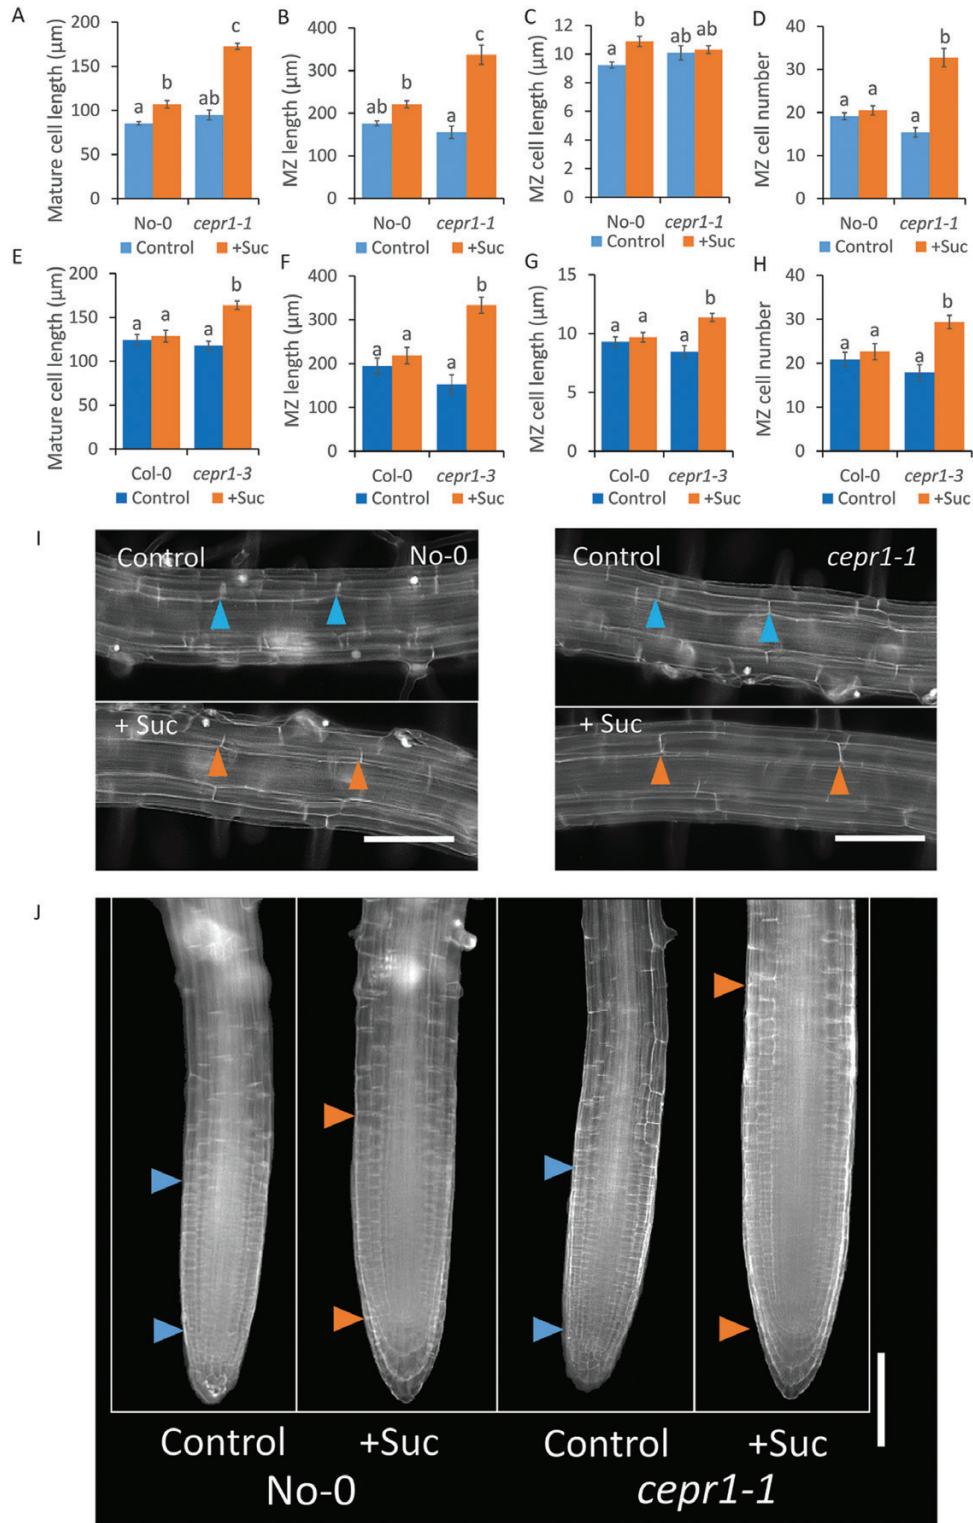 A
Mature cell length (µm)
200
150
100
50
0
a
b
ab
c
No-0
cepr1-1
Control
+Suc
B
MZ length (µm)
400
300
200
100
0
ab
b
a
c
No-0
cepr1-1
Control
+Suc
C
MZ cell length (µm)
12
10
8
6
4
2
0
a
b
ab
ab
No-0
cepr1-1
Control
+Suc
D
MZ cell number
40
30
20
10
0
a
a
a
b
No-0
cepr1-1
Control
+Suc
E
Mature cell length (µm)
200
150
100
50
0
a
a
a
b
Col-0
cepr1-3
Control
+Suc
F
MZ length (µm)
400
300
200
100
0
a
a
a
b
Col-0
cepr1-3
Control
+Suc
G
MZ cell length (µm)
15
10
5
0
a
a
a
b
Col-0
cepr1-3
Control
+Suc
H
MZ cell number
40
30
20
10
0
a
a
a
b
Col-0
cepr1-3
Control
+Suc
I
Control
No-0
+ Suc
Control
cepr1-1
+ Suc
J
Control
+Suc
Control
+Suc
No-0
cepr1-1